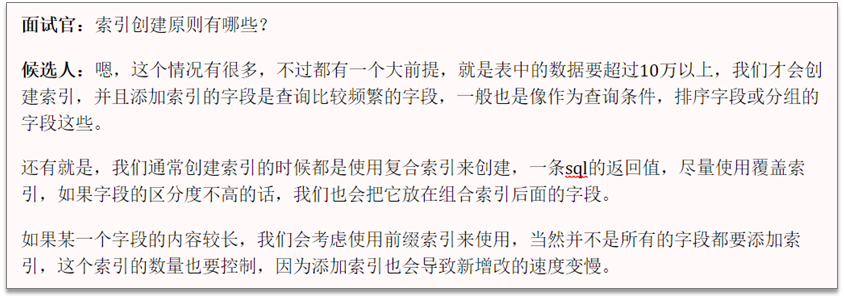 面试官：索引创建原则有哪些？
候选人：嗯，这个情况有很多，不过都有一个大前提，就是表中的数据要超过10万以上，我们才会创
建索引，并且添加索引的字段是查询比较频繁的字段，一般也是像作为查询条件，排序字段或分组的
字段这些。
还有就是，我们通常创建索引的时候都是使用复合索引来创建，一条sql的返回值，尽量使用覆盖索
引，如果字段的区分度不高的话，我们也会把它放在组合索引后面的字段。
如果某一个字段的内容较长，我们会考虑使用前缀索引来使用，当然并不是所有的字段都要添加索
引，这个索引的数量也要控制，因为添加索引也会导致新增改的速度变慢。